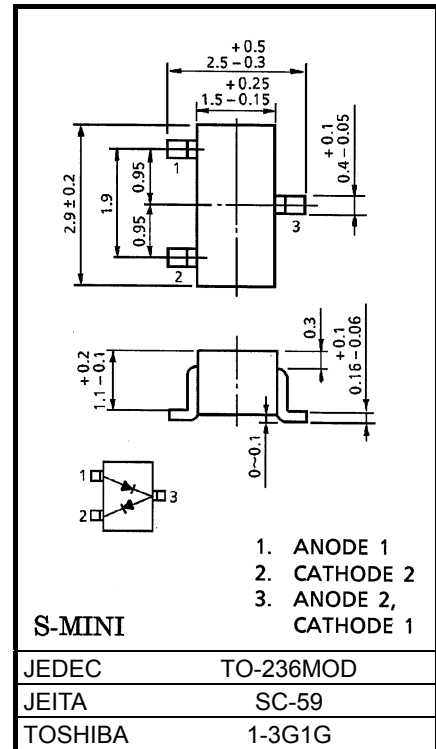 + 0.5
2.5 – 0.3
+ 0.25
1.5 – 0.15
+ 0.1
0.4 – 0.05
2.9 ± 0.2
1.9
0.95
0.95
1
2
3
+ 0.2
1.1 – 0.1
0.3
+ 0.1
0.16 – 0.06
0~0.1
1
2
3
1. ANODE 1
2. CATHODE 2
3. ANODE 2,
CATHODE 1
S-MINI
JEDEC TO-236MOD
JEITA SC-59
TOSHIBA 1-3G1G